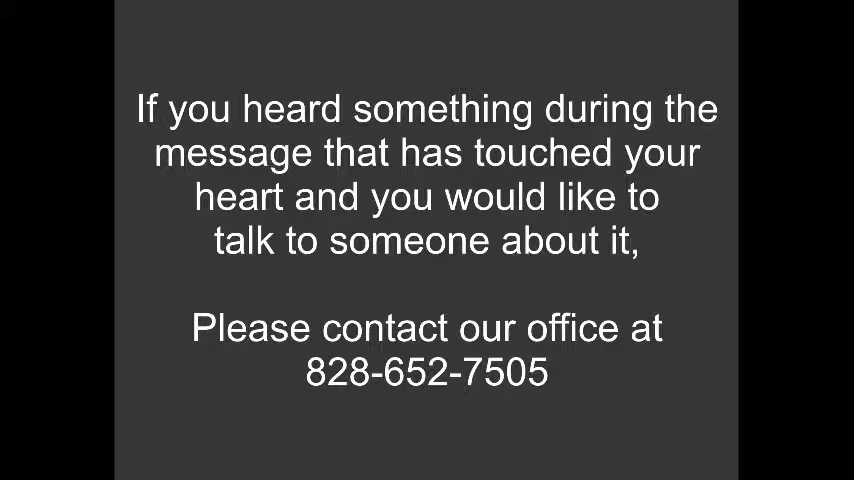 If you heard something during the
message that has touched your
heart and you would like to
talk to someone about it,
Please contact our office at
828-652-7505